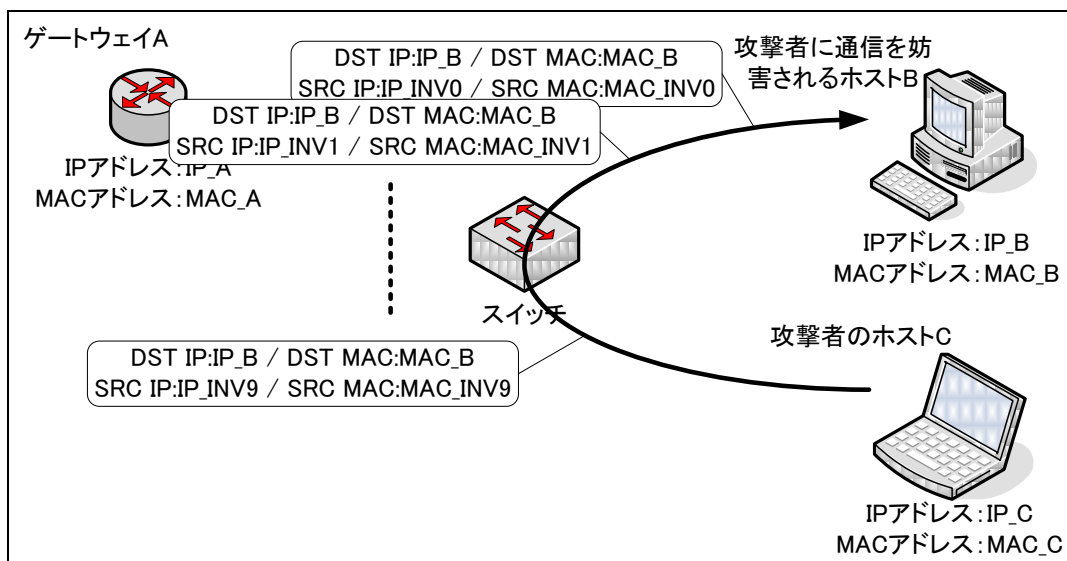 ゲートウェイA
DST IP:IP_B / DST MAC:MAC_B
SRC IP:IP_INV0 / SRC MAC:MAC_INV0
DST IP:IP_B / DST MAC:MAC_B
SRC IP:IP_INV1 / SRC MAC:MAC_INV1
IPアドレス:IP_A
MACアドレス:MAC_A
攻撃者に通信を妨
害されるホストB
IPアドレス:IP_B
MACアドレス:MAC_B
スイッチ
DST IP:IP_B / DST MAC:MAC_B
SRC IP:IP_INV9 / SRC MAC:MAC_INV9
攻撃者のホストC
IPアドレス:IP_C
MACアドレス:MAC_C